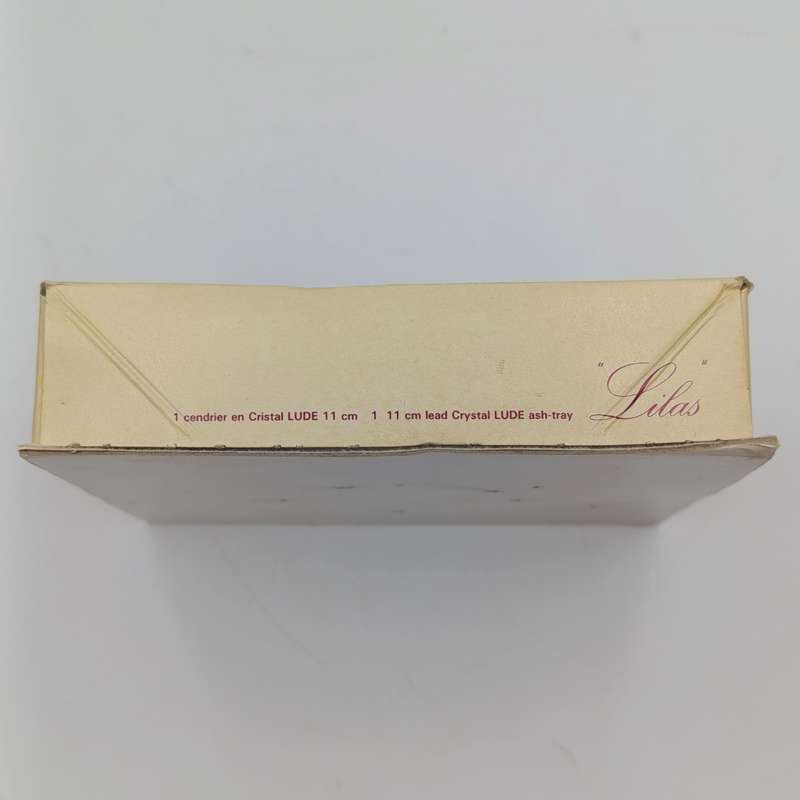 1 cendrier en Cristal LUDE 11 cm 1 11 cm lead Crystal LUDE ash-tray "Lilas"